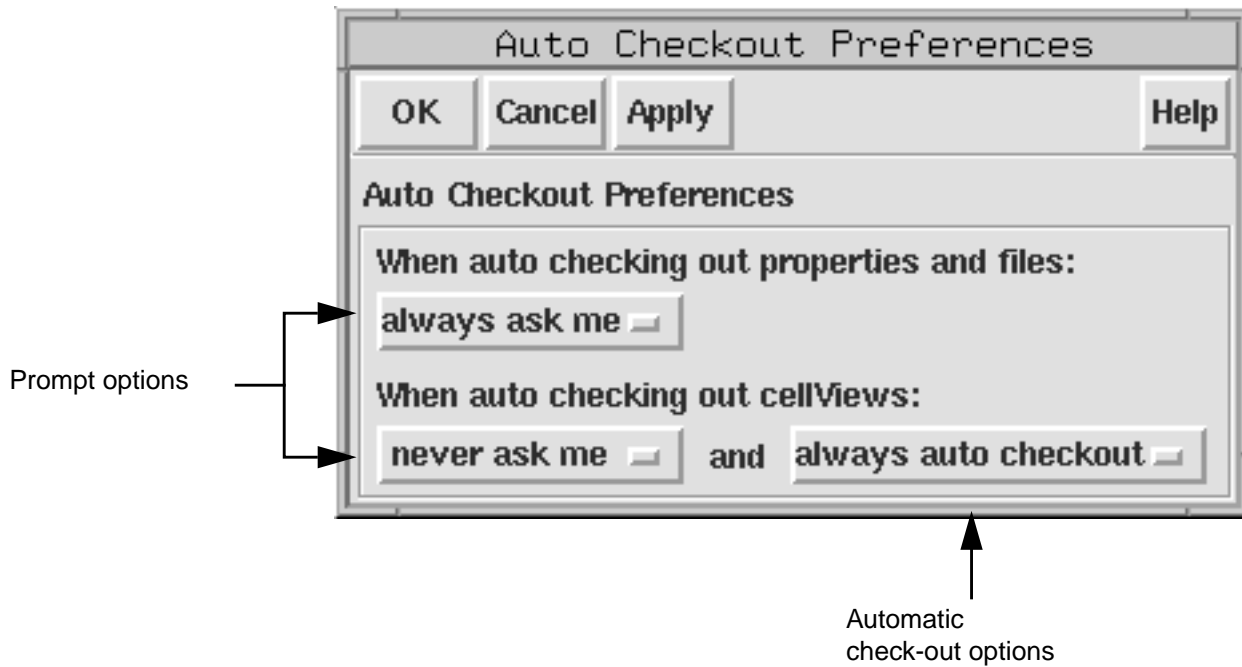 Auto Checkout Preferences
OK Cancel Apply Help
Auto Checkout Preferences
When auto checking out properties and files:
always ask me
Prompt options
When auto checking out cellViews:
never ask me and always auto checkout
Automatic
check-out options